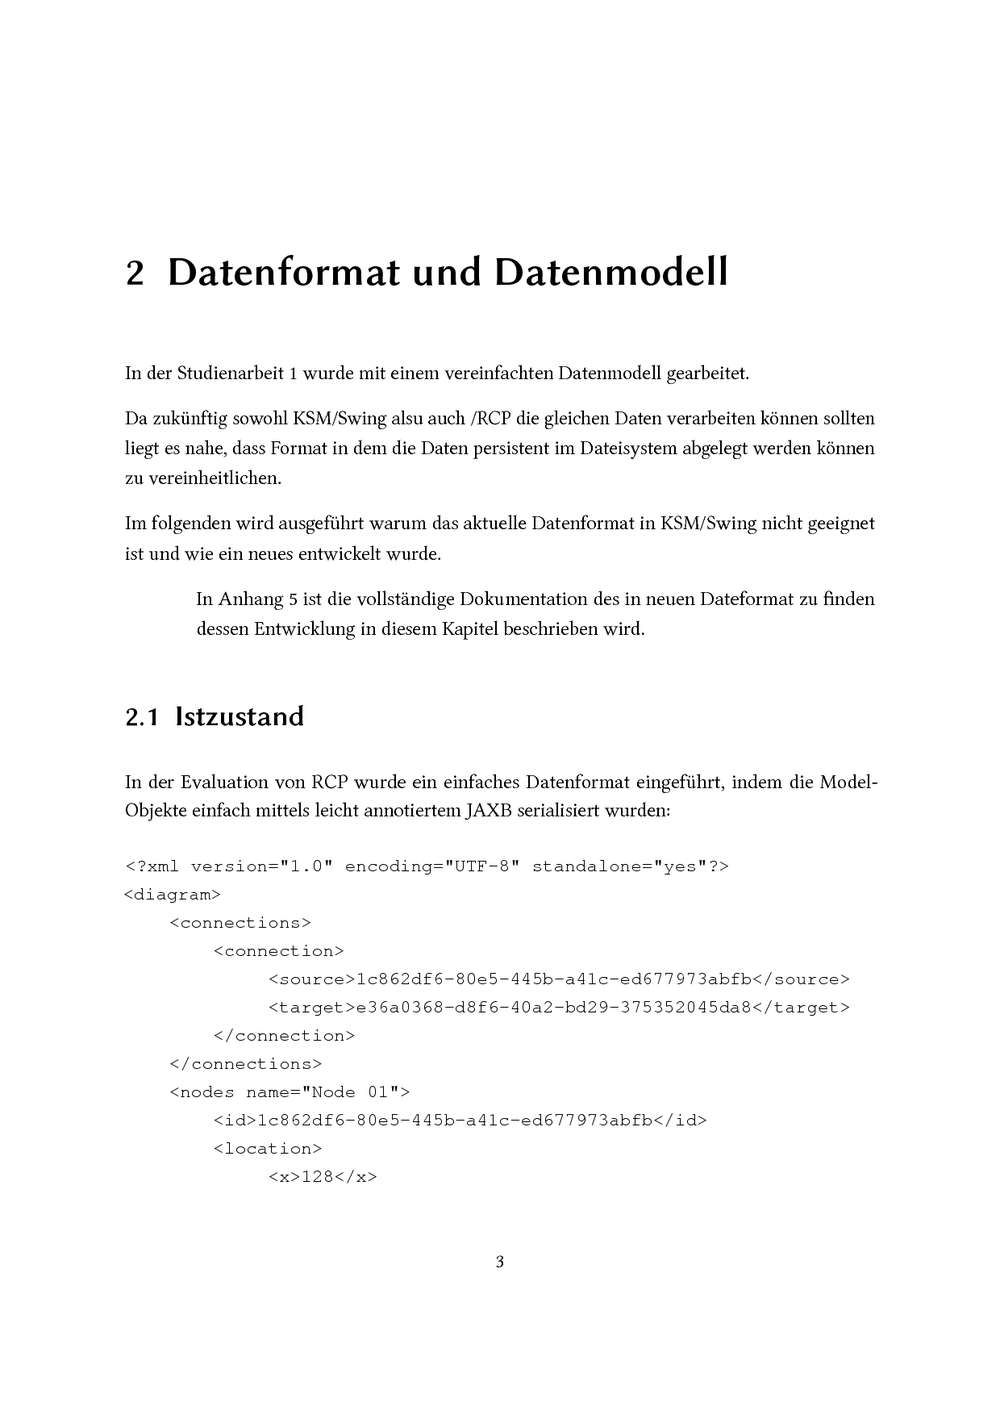 2 Datenformat und Datenmodell
In der Studienarbeit 1 wurde mit einem vereinfachten Datenmodell gearbeitet.
Da zukünftig sowohl KSM/Swing alsu auch /RCP die gleichen Daten verarbeiten können sollten
liegt es nahe, dass Format in dem die Daten persistent im Dateisystem abgelegt werden können
zu vereinheitlichen.
Im folgenden wird ausgeführt warum das aktuelle Datenformat in KSM/Swing nicht geeignet
ist und wie ein neues entwickelt wurde.
In Anhang 5 ist die vollständige Dokumentation des in neuen Dateformat zu finden
dessen Entwicklung in diesem Kapitel beschrieben wird.
2.1 Istzustand
In der Evaluation von RCP wurde ein einfaches Datenformat eingeführt, indem die Model-
Objekte einfach mittels leicht annotiertem JAXB serialisiert wurden:
<?xml version="1.0" encoding="UTF-8" standalone="yes"?>
<diagram>
<connections>
<connection>
<source>1c862df6-80e5-445b-a41c-ed677973abfb</source>
<target>e36a0368-d8f6-40a2-bd29-375352045da8</target>
</connection>
</connections>
<nodes name="Node 01">
<id>1c862df6-80e5-445b-a41c-ed677973abfb</id>
<location>
<x>128</x>
3